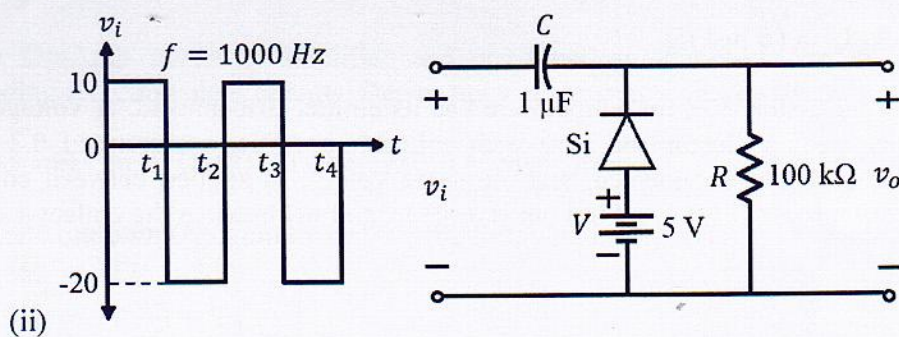 v_i
f = 1000 Hz
10
0
t_1 t_2 t_3 t_4 t
-20
(ii)
C
1 μF
+ +
Si
R 100 kΩ
v_i v_o
+
V 5 V
−
− −